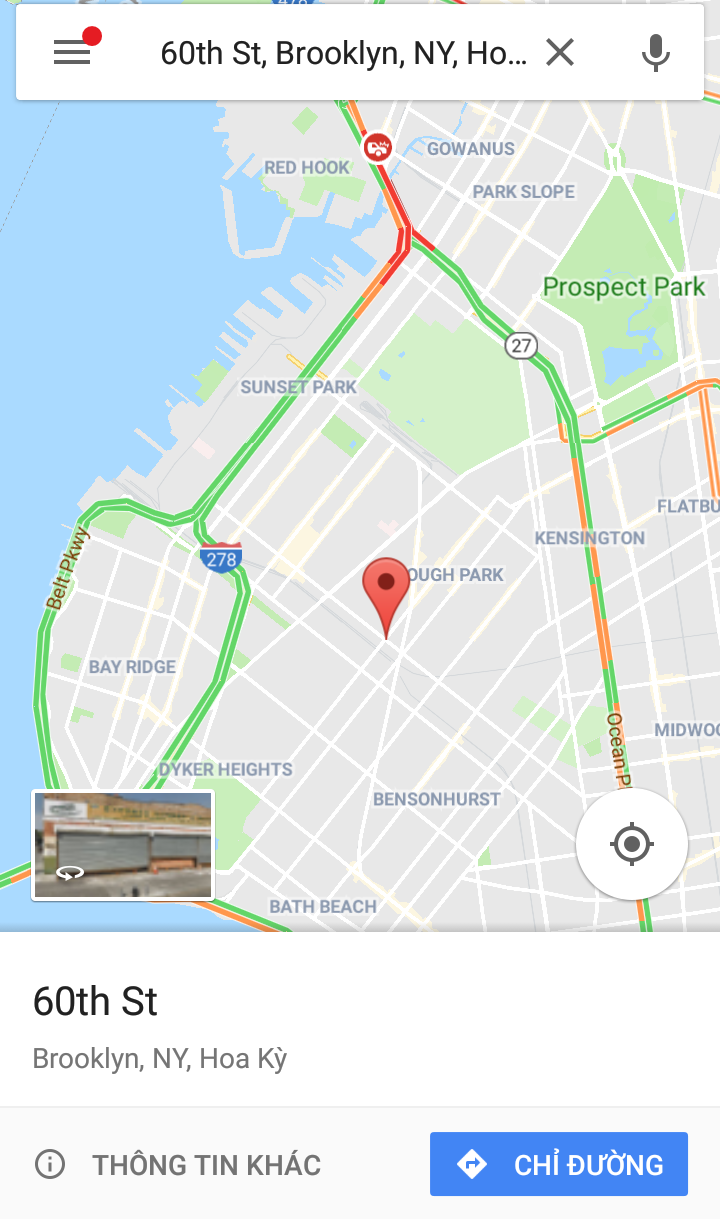 478
60th St, Brooklyn, NY, Ho...
GOWANUS
RED HOOK
PARK SLOPE
Prospect Park
27
SUNSET PARK
FLATBU
KENSINGTON
Belt Pkwy
278
OUGH PARK
BAY RIDGE
Ocean P
MIDWOO
DYKER HEIGHTS
BENSONHURST
BATH BEACH
60th St
Brooklyn, NY, Hoa Kỳ
THÔNG TIN KHÁC
CHỈ ĐƯỜNG